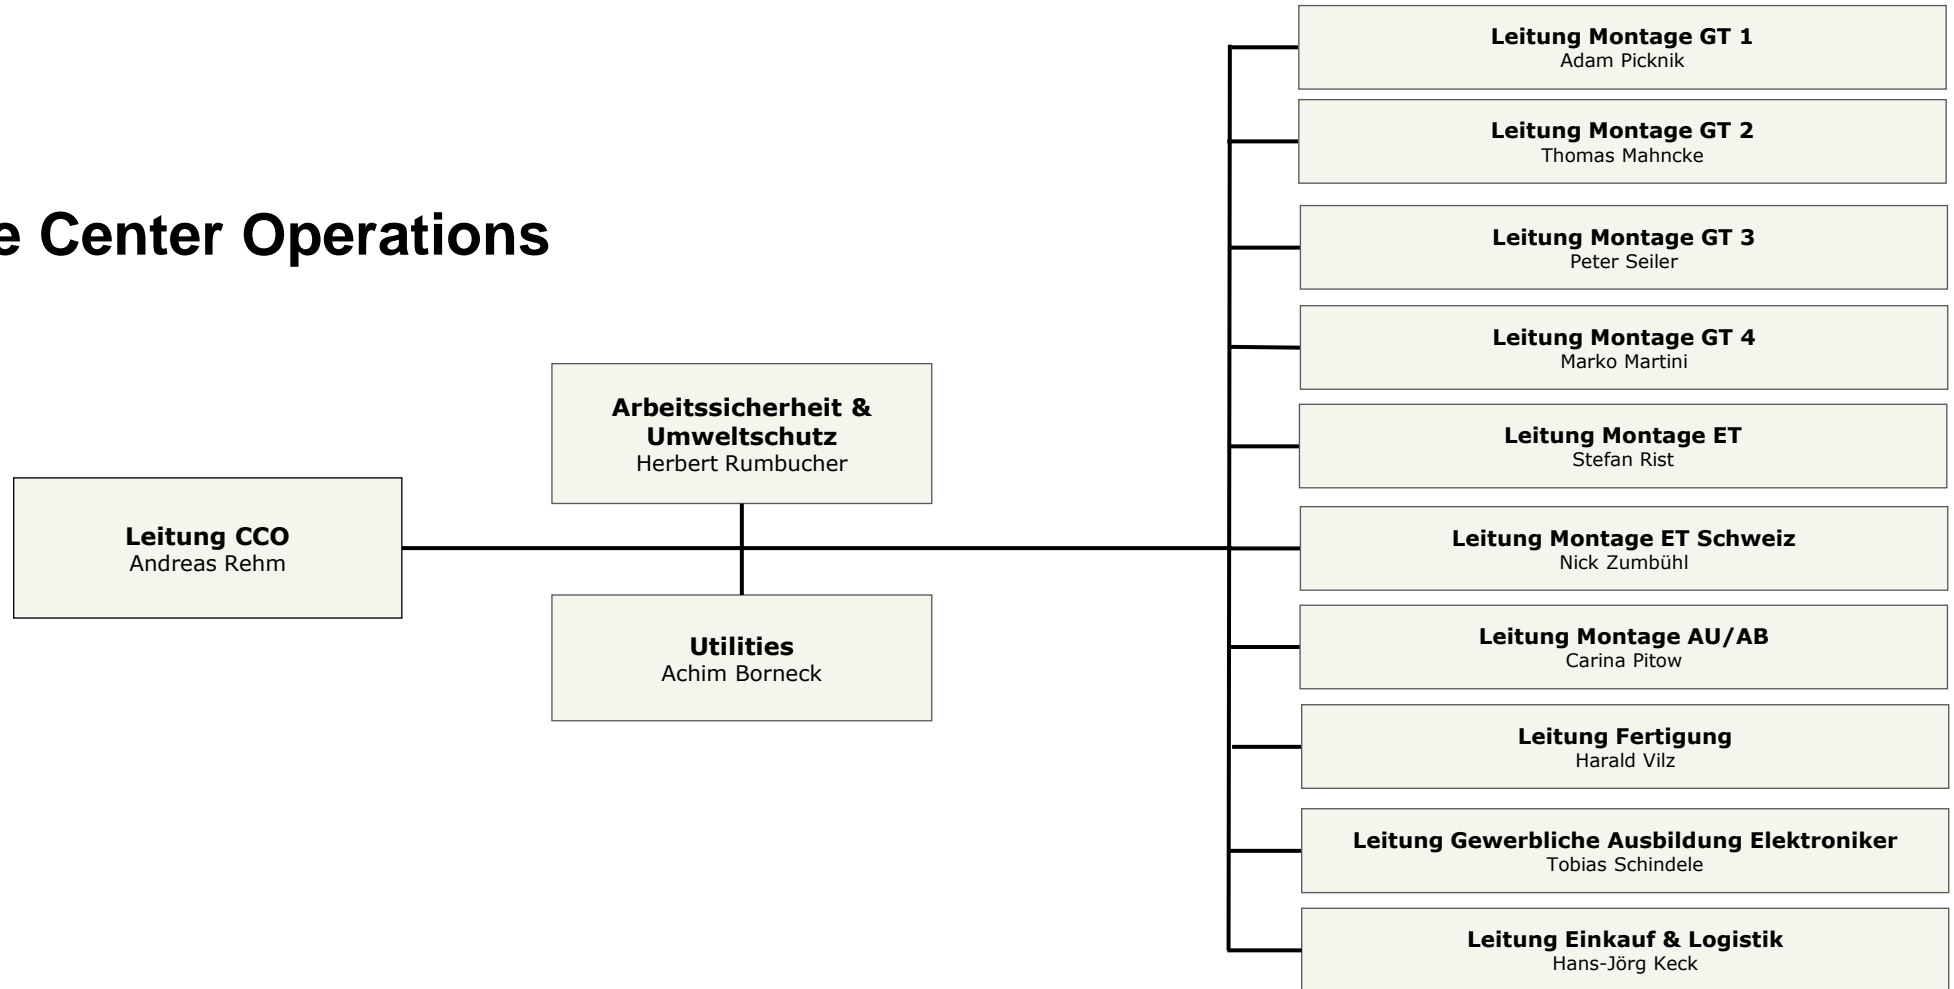 e Center Operations
Leitung CCO
Andreas Rehm
Arbeitssicherheit &
Umweltschutz
Herbert Rumbucher
Utilities
Achim Borneck
Leitung Montage GT 1
Adam Picknik
Leitung Montage GT 2
Thomas Mahncke
Leitung Montage GT 3
Peter Seiler
Leitung Montage GT 4
Marko Martini
Leitung Montage ET
Stefan Rist
Leitung Montage ET Schweiz
Nick Zumbühl
Leitung Montage AU/AB
Carina Pitow
Leitung Fertigung
Harald Vilz
Leitung Gewerbliche Ausbildung Elektroniker
Tobias Schindele
Leitung Einkauf & Logistik
Hans-Jörg Keck